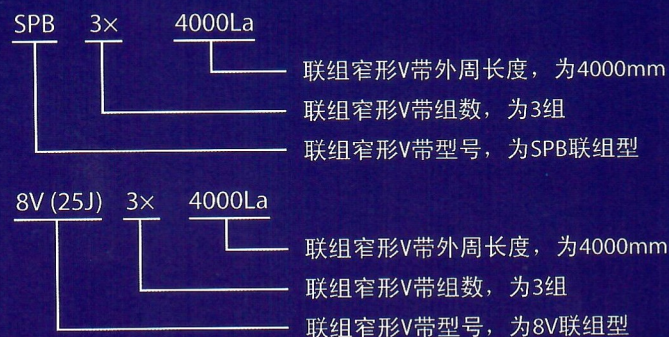 SPB 3× 4000La
联组窄形V带外周长度，为4000mm
联组窄形V带组数，为3组
联组窄形V带型号，为SPB联组型
8V (25J) 3× 4000La
联组窄形V带外周长度，为4000mm
联组窄形V带组数，为3组
联组窄形V带型号，为8V联组型